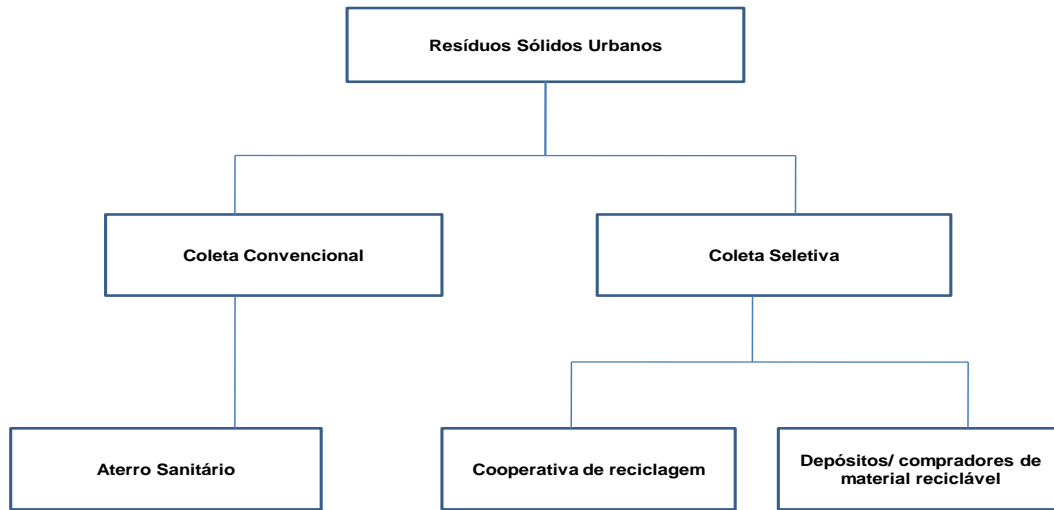 Resíduos Sólidos Urbanos
Coleta Convencional
Coleta Seletiva
Aterro Sanitário
Cooperativa de reciclagem
Depósitos/ compradores de
material reciclável